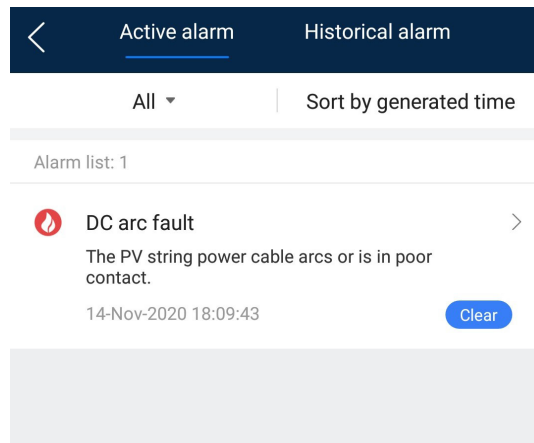 Active alarm Historical alarm
All Sort by generated time
Alarm list: 1
DC arc fault
The PV string power cable arcs or is in poor
contact.
14-Nov-2020 18:09:43 Clear